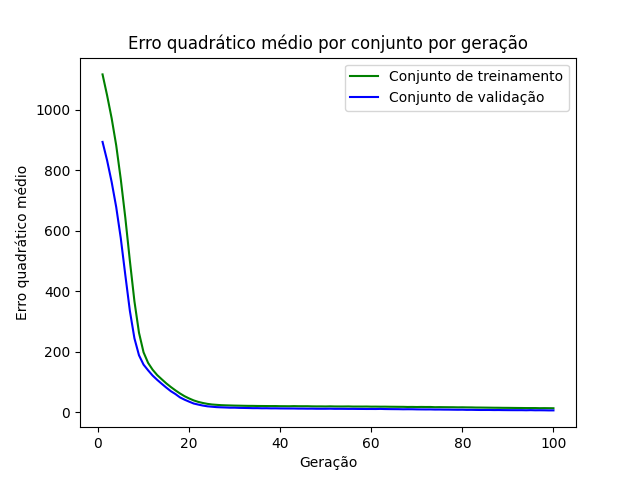 Erro quadrático médio por conjunto por geração
Conjunto de treinamento
Conjunto de validação
Erro quadrático médio
1000
800
600
400
200
0
0 20 40 60 80 100
Geração